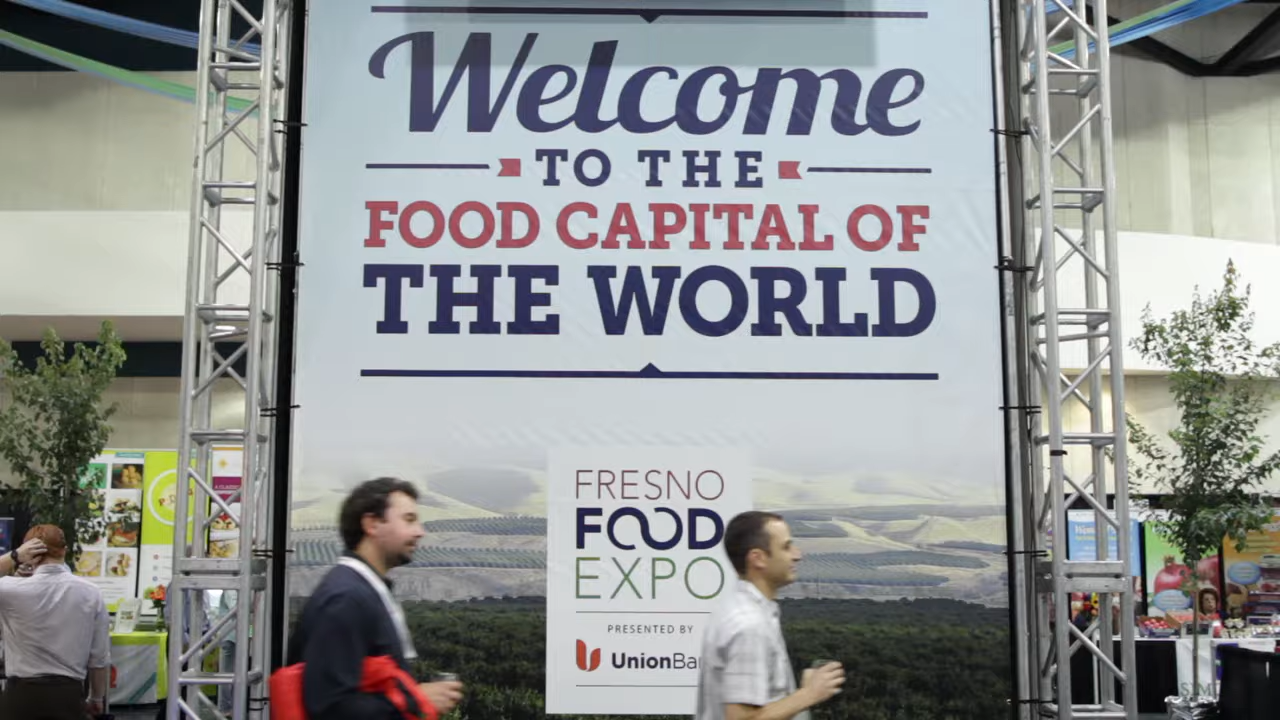 Welcome
TO THE
FOOD CAPITAL OF
THE WORLD
FRESNO
FOOD
EXPO
PRESENTED BY
UnionBa